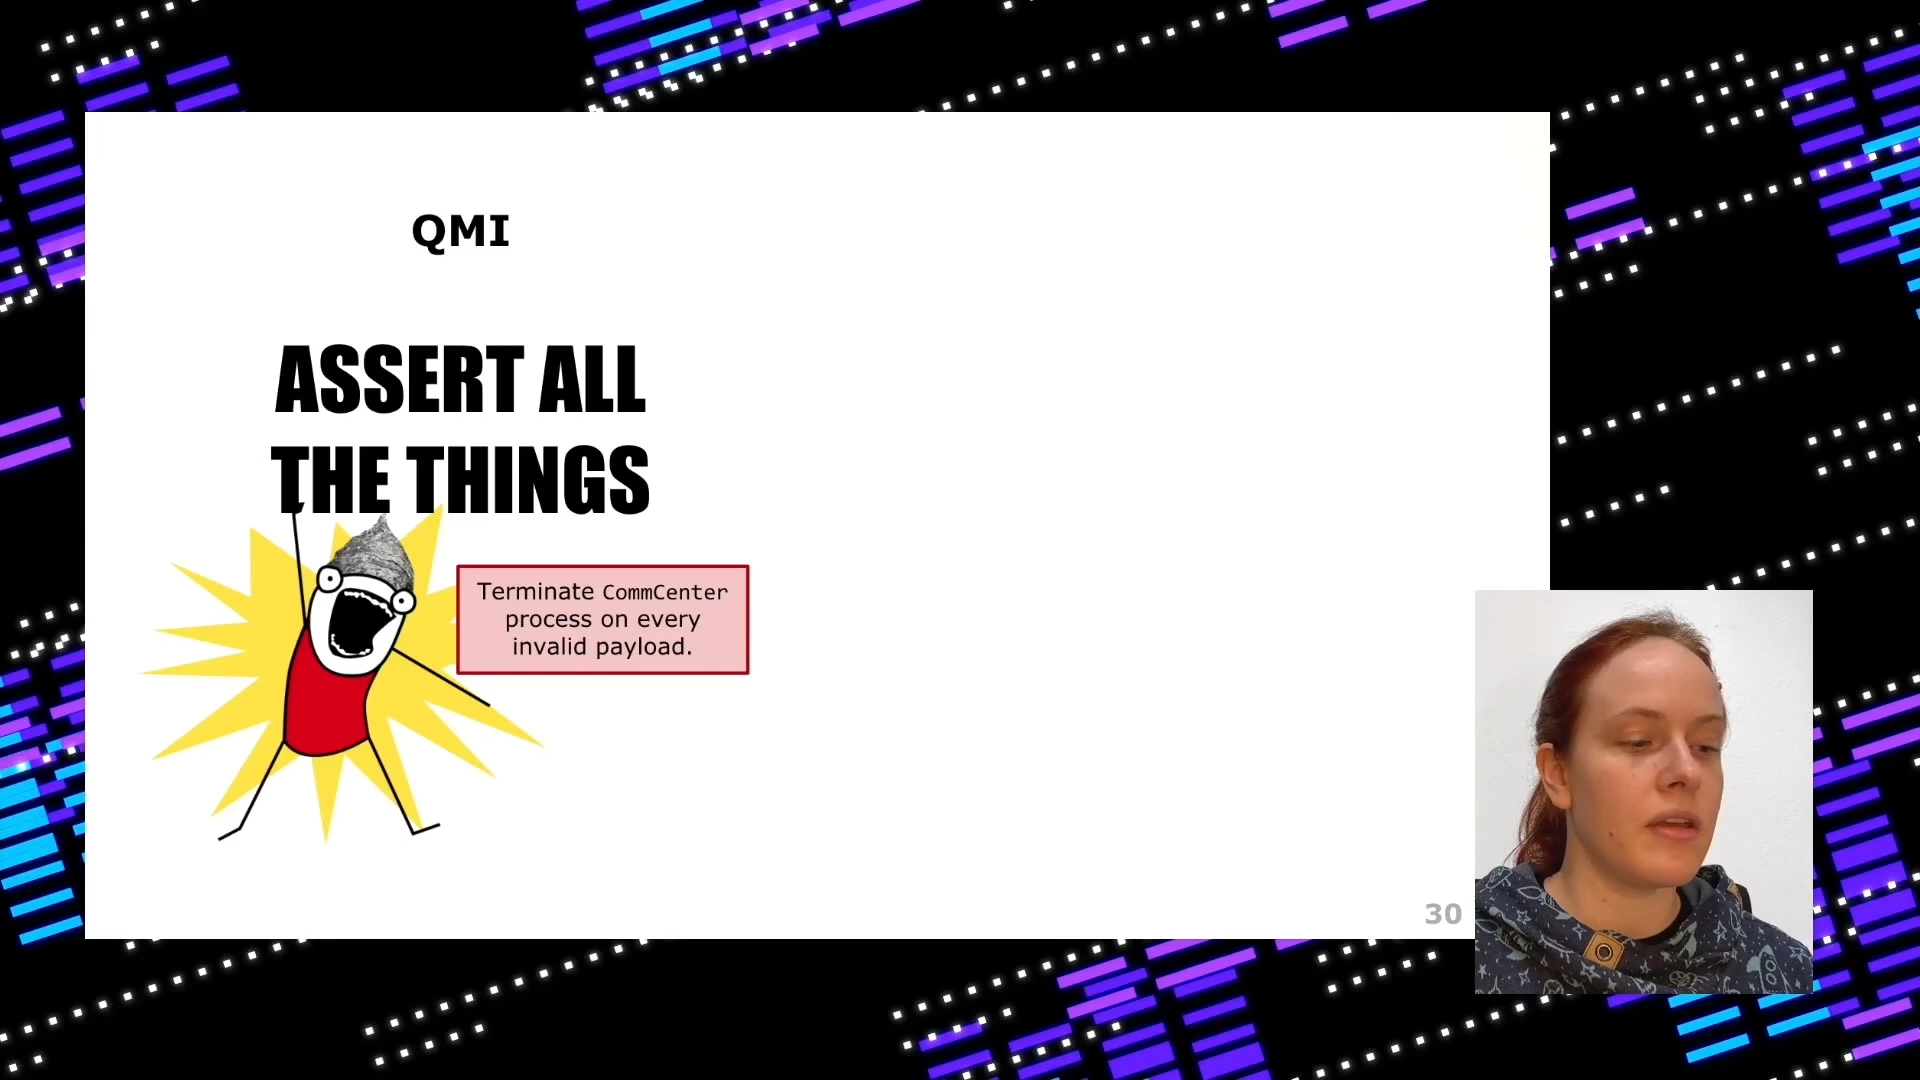 QMI
ASSERT ALL
THE THINGS
Terminate CommCenter
process on every
invalid payload.
30